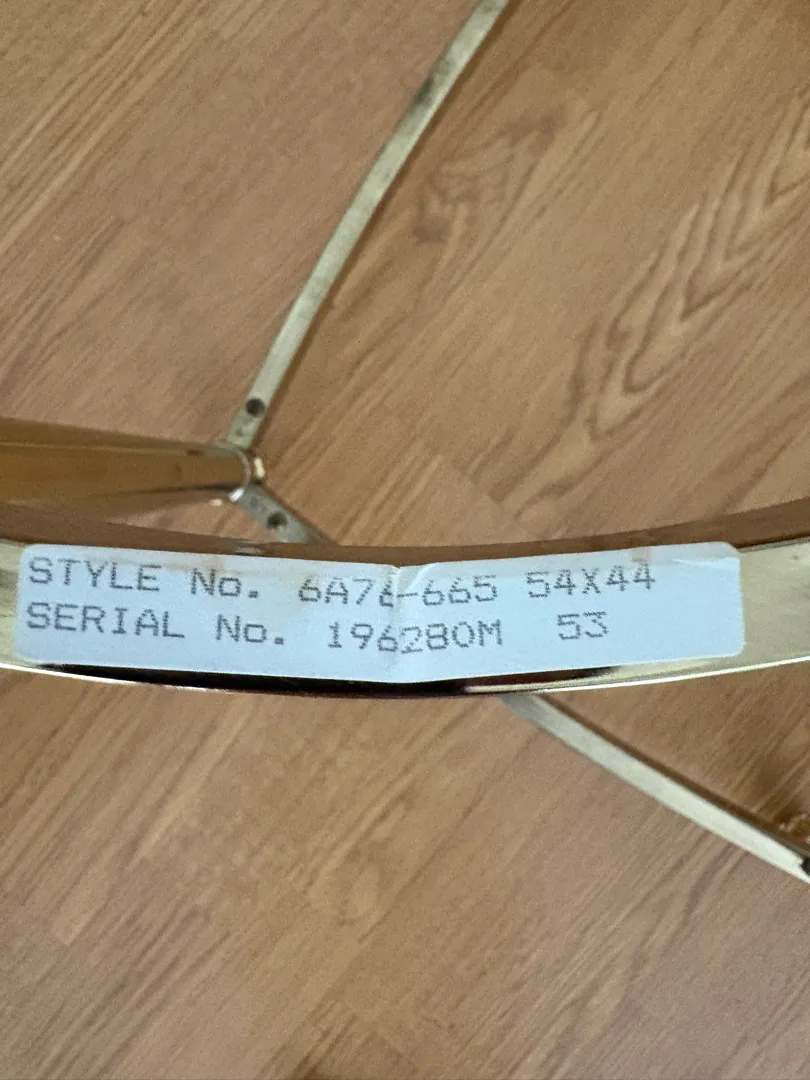 STYLE No. 6A76-665 54X44
SERIAL No. 196280M 53